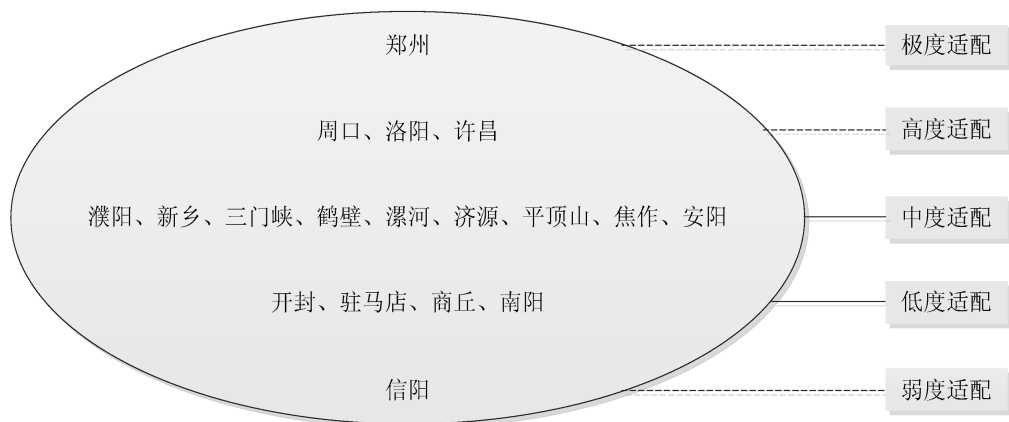 郑州
极度适配
周口、洛阳、许昌
高度适配
濮阳、新乡、三门峡、鹤壁、漯河、济源、平顶山、焦作、安阳
中度适配
开封、驻马店、商丘、南阳
低度适配
信阳
弱度适配